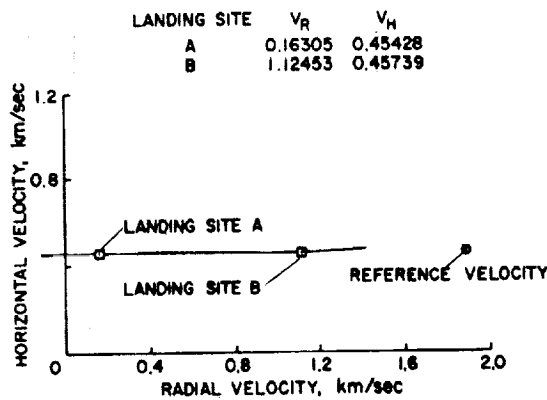 LANDING SITE V_R V_H
A 0.16305 0.45428
B 1.12453 0.45739
HORIZONTAL VELOCITY, km/sec
1.2
0.8
LANDING SITE A
LANDING SITE B
REFERENCE VELOCITY
0 0.4 0.8 1.2 1.6 2.0
RADIAL VELOCITY, km/sec